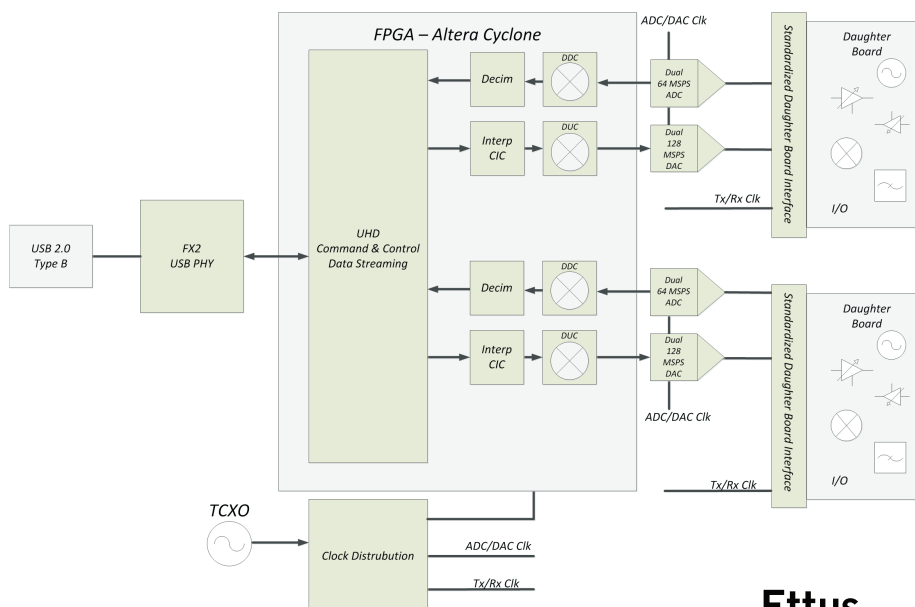 FPGA – Altera Cyclone
ADC/DAC Clk
Decim
DDC
Dual
64 MSPS
ADC
Interp
CIC
DUC
Dual
128
MSPS
DAC
Tx/Rx Clk
Standardized Daughter Board Interface
Daughter
Board
I/O
USB 2.0
Type B
FX2
USB PHY
UHD
Command & Control
Data Streaming
Decim
DDC
Dual
64 MSPS
ADC
Interp
CIC
DUC
Dual
128
MSPS
DAC
ADC/DAC Clk
Tx/Rx Clk
Standardized Daughter Board Interface
Daughter
Board
I/O
TCXO
Clock Distrubution
ADC/DAC Clk
Tx/Rx Clk
Ettus